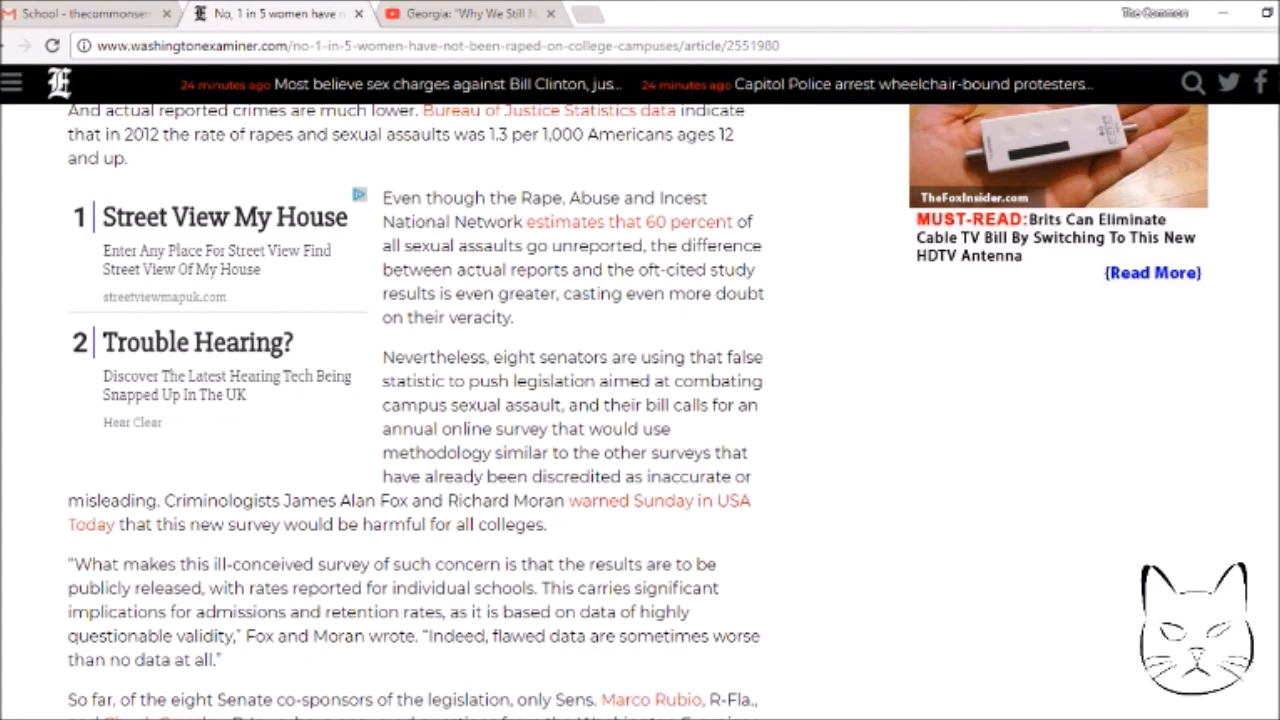 School - thecommonsen
No, 1 in 5 women have n
Georgia: "Why We Still N
The Common
www.washingtonexaminer.com/no-1-in-5-women-have-not-been-raped-on-college-campuses/article/2551980
24 minutes ago Most believe sex charges against Bill Clinton, jus...
24 minutes ago Capitol Police arrest wheelchair-bound protesters...
And actual reported crimes are much lower. Bureau of Justice Statistics data indicate
that in 2012 the rate of rapes and sexual assaults was 1.3 per 1,000 Americans ages 12
and up.
1 Street View My House
Enter Any Place For Street View Find
Street View Of My House
streetviewmapuk.com
2 Trouble Hearing?
Discover The Latest Hearing Tech Being
Snapped Up In The UK
Hear Clear
Even though the Rape, Abuse and Incest
National Network estimates that 60 percent of
all sexual assaults go unreported, the difference
between actual reports and the oft-cited study
results is even greater, casting even more doubt
on their veracity.
Nevertheless, eight senators are using that false
statistic to push legislation aimed at combating
campus sexual assault, and their bill calls for an
annual online survey that would use
methodology similar to the other surveys that
have already been discredited as inaccurate or
misleading. Criminologists James Alan Fox and Richard Moran warned Sunday in USA
Today that this new survey would be harmful for all colleges.
“What makes this ill-conceived survey of such concern is that the results are to be
publicly released, with rates reported for individual schools. This carries significant
implications for admissions and retention rates, as it is based on data of highly
questionable validity,” Fox and Moran wrote. “Indeed, flawed data are sometimes worse
than no data at all.”
So far, of the eight Senate co-sponsors of the legislation, only Sens. Marco Rubio, R-Fla.,
TheFoxInsider.com
MUST-READ: Brits Can Eliminate
Cable TV Bill By Switching To This New
HDTV Antenna
(Read More)